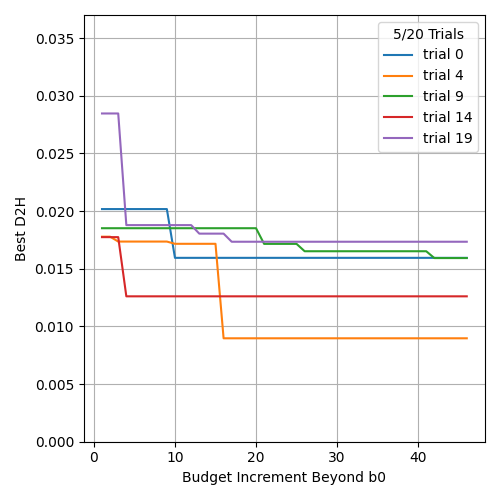 5/20 Trials
trial 0
trial 4
trial 9
trial 14
trial 19
0.035
0.030
0.025
0.020
0.015
0.010
0.005
0.000
Best D2H
0 10 20 30 40
Budget Increment Beyond b0